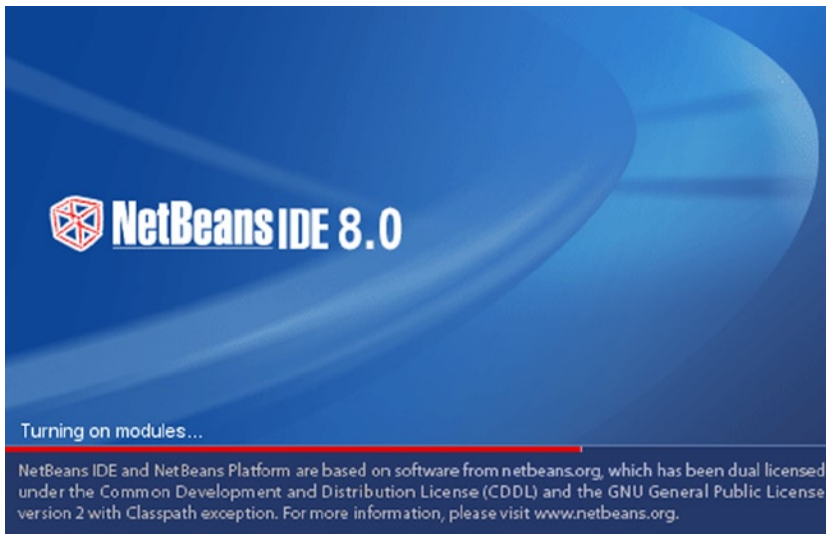 NetBeans IDE 8.0
Turning on modules...
NetBeans IDE and NetBeans Platform are based on software from netbeans.org, which has been dual licensed
under the Common Development and Distribution License (CDDL) and the GNU General Public License
version 2 with Classpath exception. For more information, please visit www.netbeans.org.